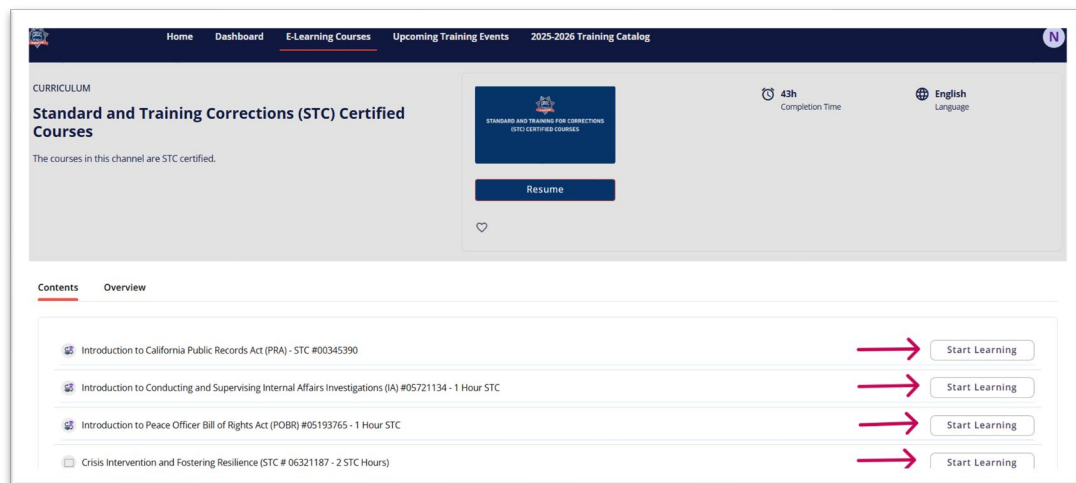 Home Dashboard E-Learning Courses Upcoming Training Events 2025-2026 Training Catalog N
CURRICULUM
Standard and Training Corrections (STC) Certified
Courses
The courses in this channel are STC certified.
STANDARD AND TRAINING FOR CORRECTIONS
(STC) CERTIFIED COURSES
Resume
43h
Completion Time
English
Language
Contents Overview
Introduction to California Public Records Act (PRA) - STC #00345390 Start Learning
Introduction to Conducting and Supervising Internal Affairs Investigations (IA) #05721134 - 1 Hour STC Start Learning
Introduction to Peace Officer Bill of Rights Act (POBR) #05193765 - 1 Hour STC Start Learning
Crisis Intervention and Fostering Resilience (STC # 06321187 - 2 STC Hours) Start Learning